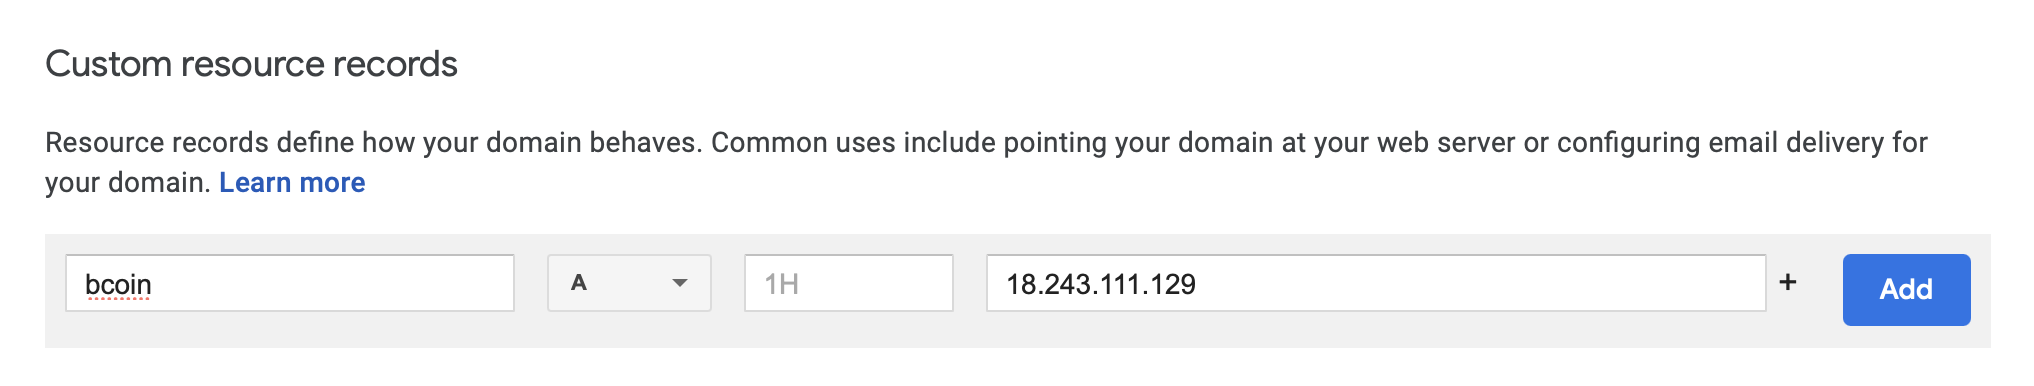 Custom resource records
Resource records define how your domain behaves. Common uses include pointing your domain at your web server or configuring email delivery for
your domain. Learn more
bcoin A 1H 18.243.111.129 + Add